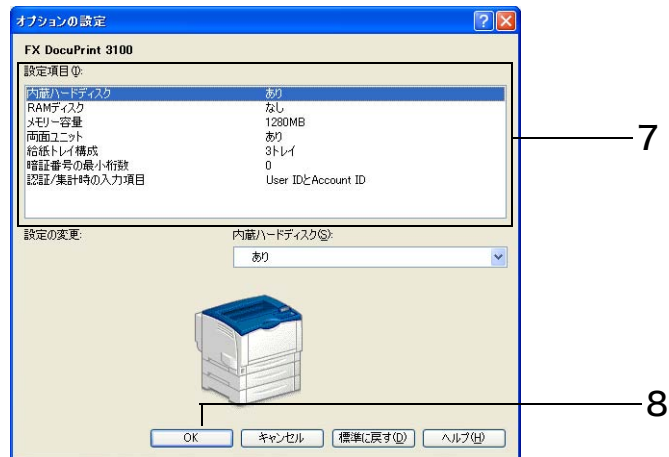 オプションの設定
FX DocuPrint 3100
設定項目(I):
内蔵ハードディスク あり
RAMディスク なし
メモリー容量 1280MB
両面ユニット あり
給紙トレイ構成 3トレイ
暗証番号の最小桁数 0
認証/集計時の入力項目 User IDとAccount ID
7
設定の変更: 内蔵ハードディスク(S):
あり
8
OK キャンセル 標準に戻す(D) ヘルプ(H)